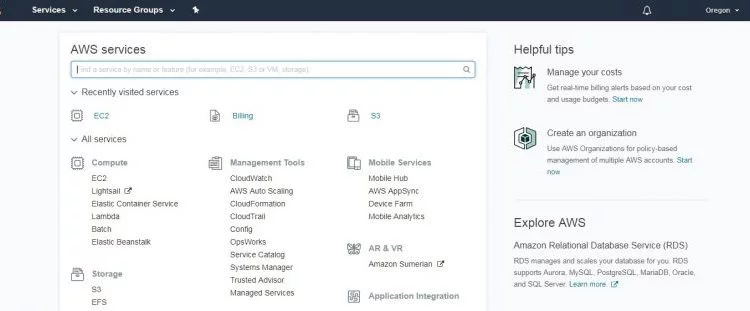 Services
Resource Groups
Oregon
AWS services
Find a service by name or feature (for example, EC2, S3 or VM, storage).
Recently visited services
EC2
Billing
S3
All services
Compute
EC2
Lightsail
Elastic Container Service
Lambda
Batch
Elastic Beanstalk
Storage
S3
EFS
Management Tools
CloudWatch
AWS Auto Scaling
CloudFormation
CloudTrail
Config
OpsWorks
Service Catalog
Systems Manager
Trusted Advisor
Managed Services
Mobile Services
Mobile Hub
AWS AppSync
Device Farm
Mobile Analytics
AR & VR
Amazon Sumerian
Application Integration
Helpful tips
Manage your costs
Get real-time billing alerts based on your cost
and usage budgets. Start now
Create an organization
Use AWS Organizations for policy-based
management of multiple AWS accounts. Start
now
Explore AWS
Amazon Relational Database Service (RDS)
RDS manages and scales your database for you. RDS
supports Aurora, MySQL, PostgreSQL, MariaDB, Oracle,
and SQL Server. Learn more.